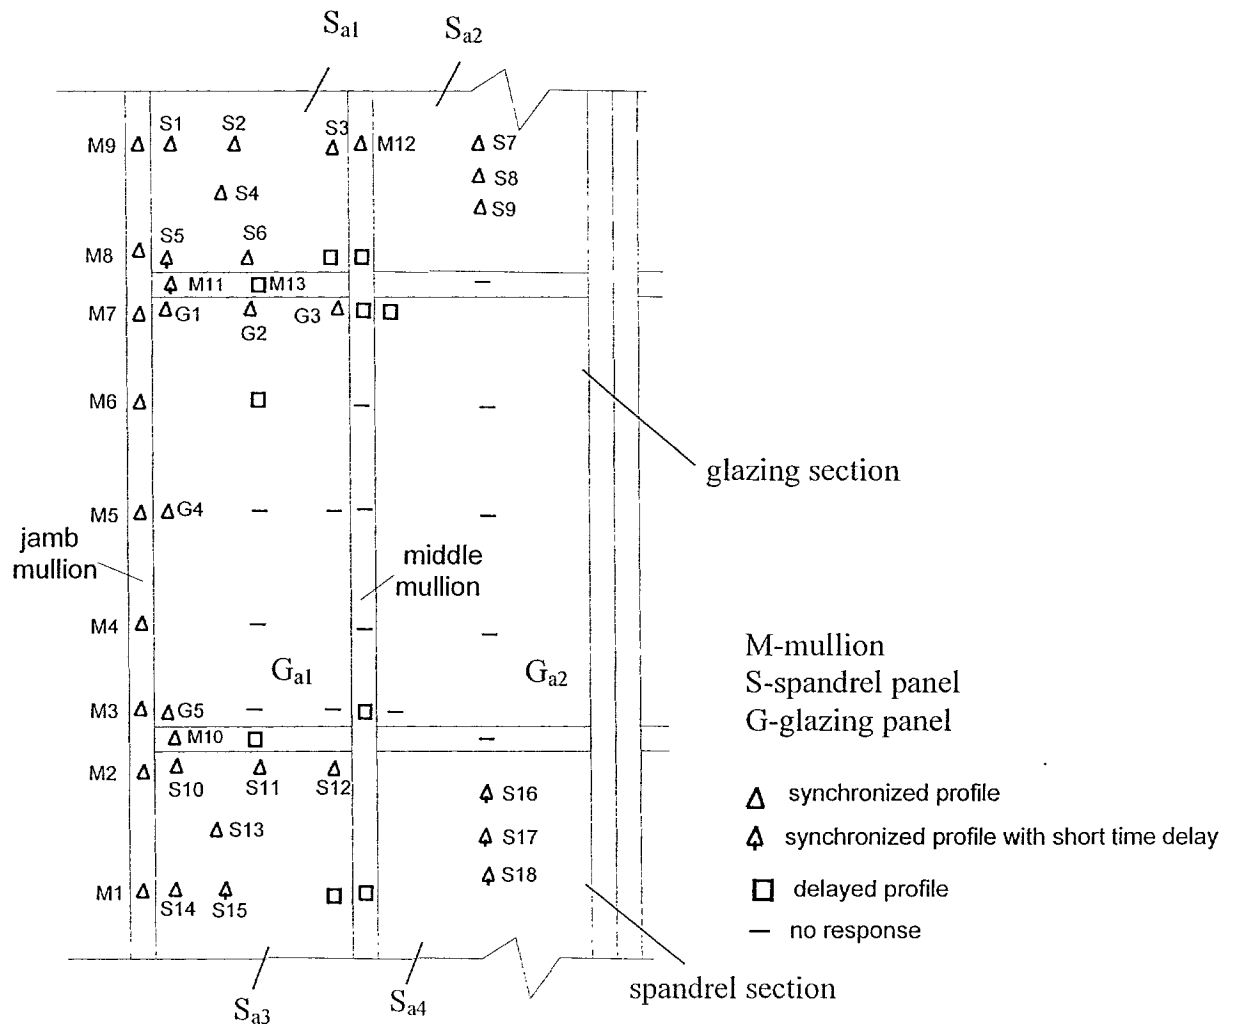 Sa1 Sa2
S1 S2 S3
M9 M12 S7
S8
S4 S9
S5 S6
M8
M11 M13
M7 G1 G2 G3
M6
glazing section
M5 G4
jamb
mullion
middle
mullion
M4
Ga1 Ga2
M-mullion
S-spandrel panel
G-glazing panel
M3 G5
M10
M2
S10 S11 S12 S16
synchronized profile
S13 S17
synchronized profile with short time delay
S18
M1
S14 S15
delayed profile
no response
Sa3 Sa4
spandrel section